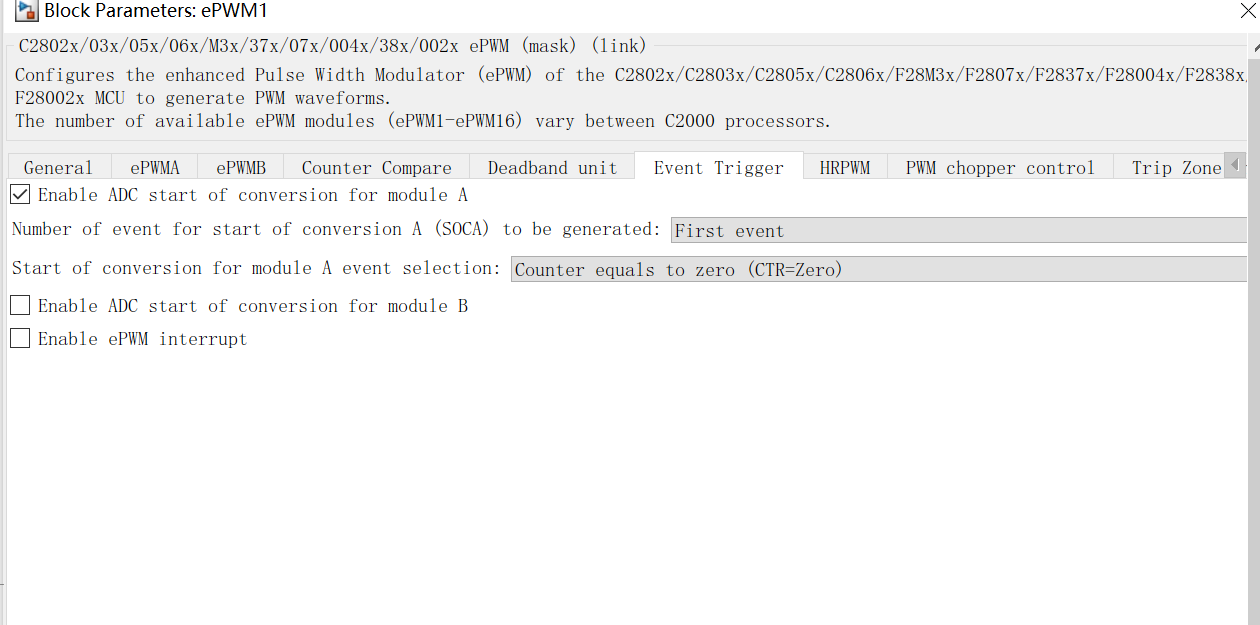 Block Parameters: ePWM1
C2802x/03x/05x/06x/M3x/37x/07x/004x/38x/002x ePWM (mask) (link)
Configures the enhanced Pulse Width Modulator (ePWM) of the C2802x/C2803x/C2805x/C2806x/F28M3x/F2807x/F2837x/F28004x/F2838x/
F28002x MCU to generate PWM waveforms.
The number of available ePWM modules (ePWM1-ePWM16) vary between C2000 processors.
General ePWMA ePWMB Counter Compare Deadband unit Event Trigger HRPWM PWM chopper control Trip Zone
Enable ADC start of conversion for module A
Number of event for start of conversion A (SOCA) to be generated: First event
Start of conversion for module A event selection: Counter equals to zero (CTR=Zero)
Enable ADC start of conversion for module B
Enable ePWM interrupt